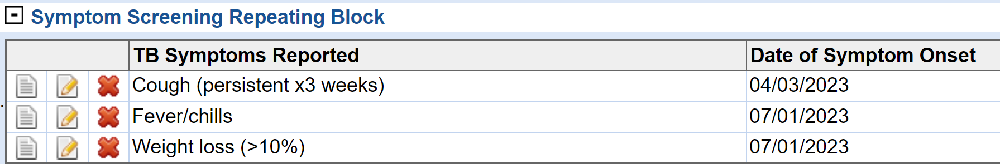 Symptom Screening Repeating Block
TB Symptoms Reported Date of Symptom Onset
Cough (persistent x3 weeks) 04/03/2023
Fever/chills 07/01/2023
Weight loss (>10%) 07/01/2023